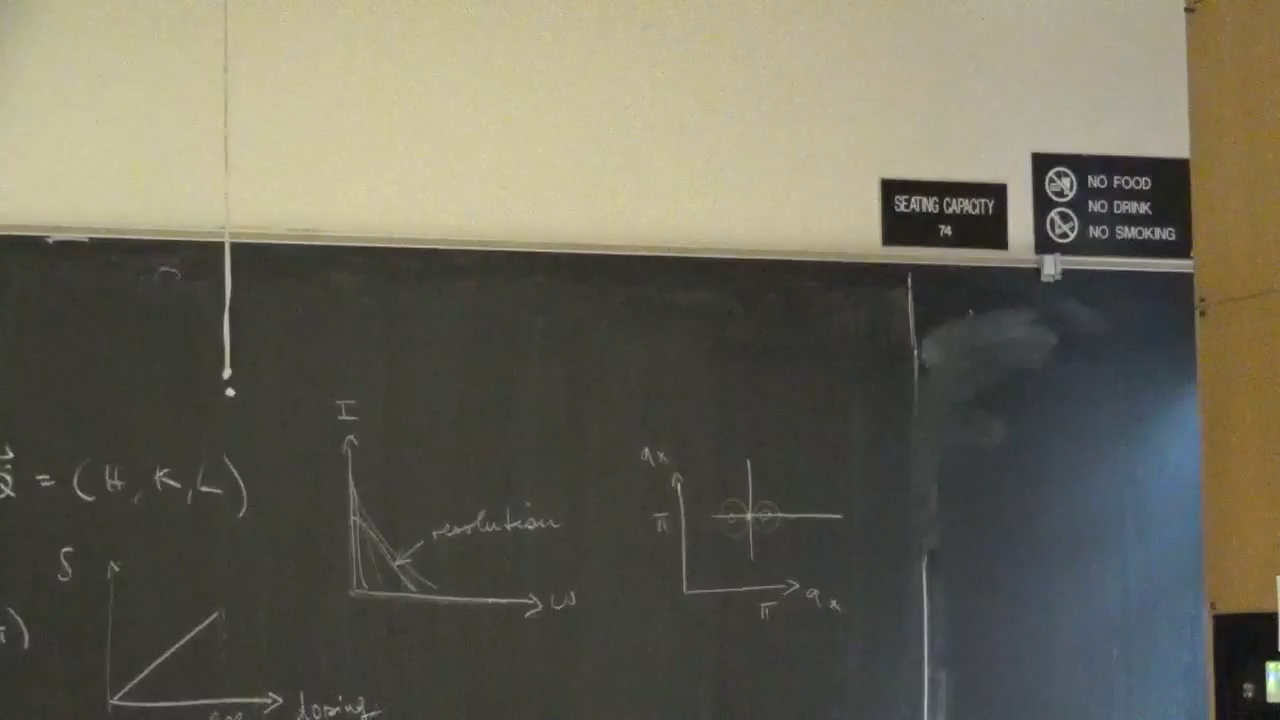 SEATING CAPACITY
74
NO FOOD
NO DRINK
NO SMOKING
Q = (H, K, L)
I
resolution
ω
qx
π
π
qx
δ
π)
doping